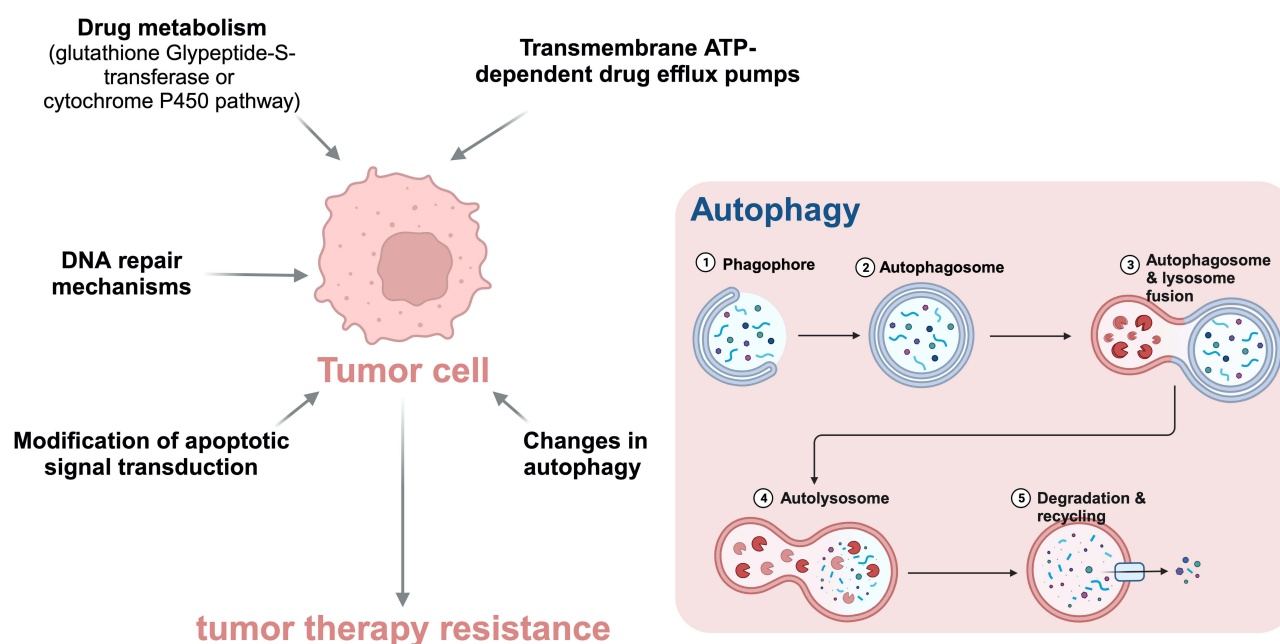 Drug metabolism
(glutathione Glypeptide-S-
transferase or
cytochrome P450 pathway)
Transmembrane ATP-
dependent drug efflux pumps
DNA repair
mechanisms
Tumor cell
Modification of apoptotic
signal transduction
Changes in
autophagy
tumor therapy resistance
Autophagy
1 Phagophore
2 Autophagosome
3 Autophagosome
& lysosome
fusion
4 Autolysosome
5 Degradation &
recycling